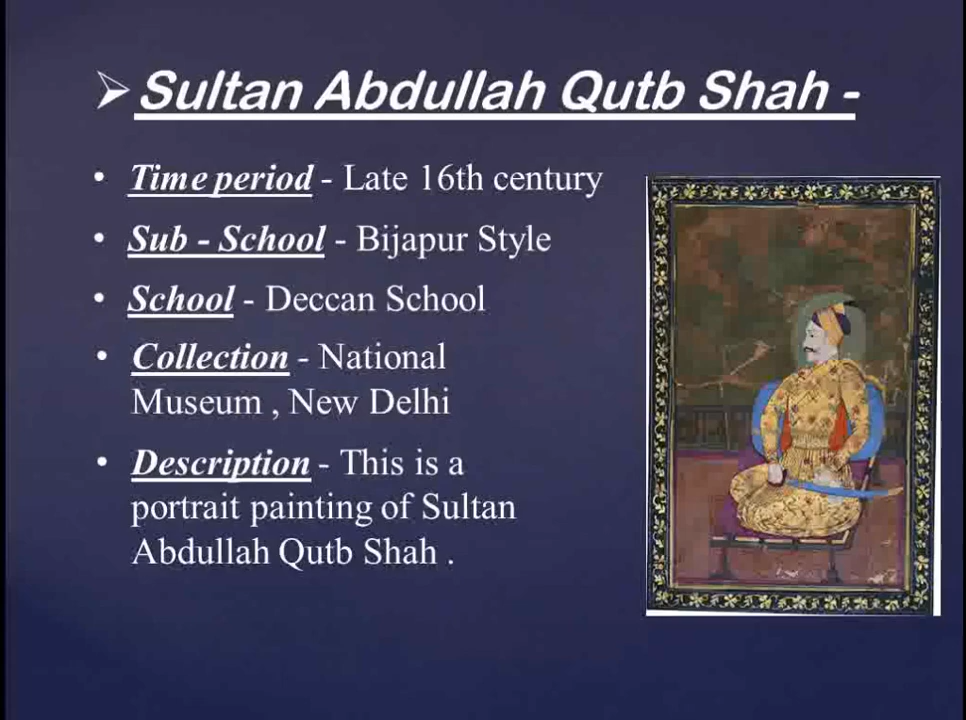 ➢ Sultan Abdullah Qutb Shah -
• Time period - Late 16th century
• Sub - School - Bijapur Style
• School - Deccan School
• Collection - National
Museum , New Delhi
• Description - This is a
portrait painting of Sultan
Abdullah Qutb Shah .